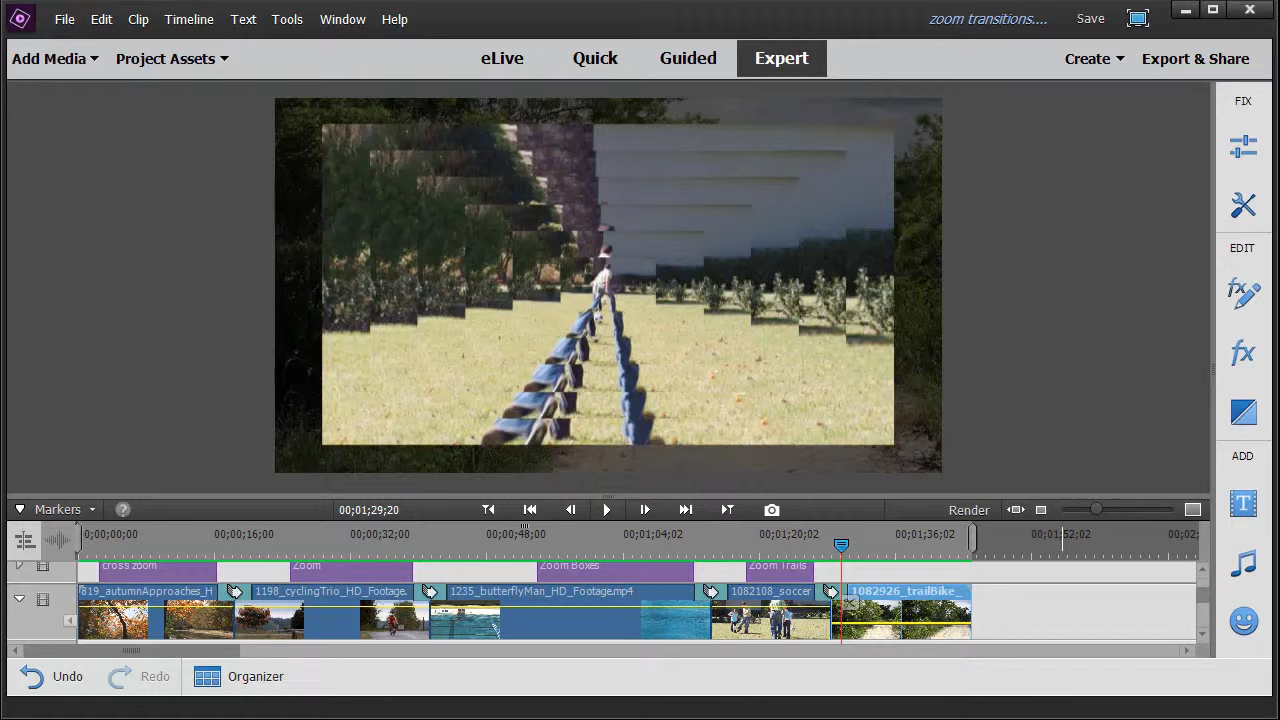 File Edit Clip Timeline Text Tools Window Help
zoom transitions.... Save
Add Media Project Assets
eLive Quick Guided Expert
Create Export & Share
FIX
EDIT
ADD
Markers ? 00;01;29;20 Render
0;00;00;00 00;00;16;00 00;00;32;00 00;00;48;00 00;01;04;02 00;01;20;02 00;01;36;02 00;01;52;02 00;02;
cross zoom Zoom Zoom Boxes Zoom Trails
819_autumnApproaches_H 1198_cyclingTrio_HD_Footage. 1235_butterflyMan_HD_Footage.mp4 1082108_soccer 1082926_trailBike_
Undo Redo Organizer